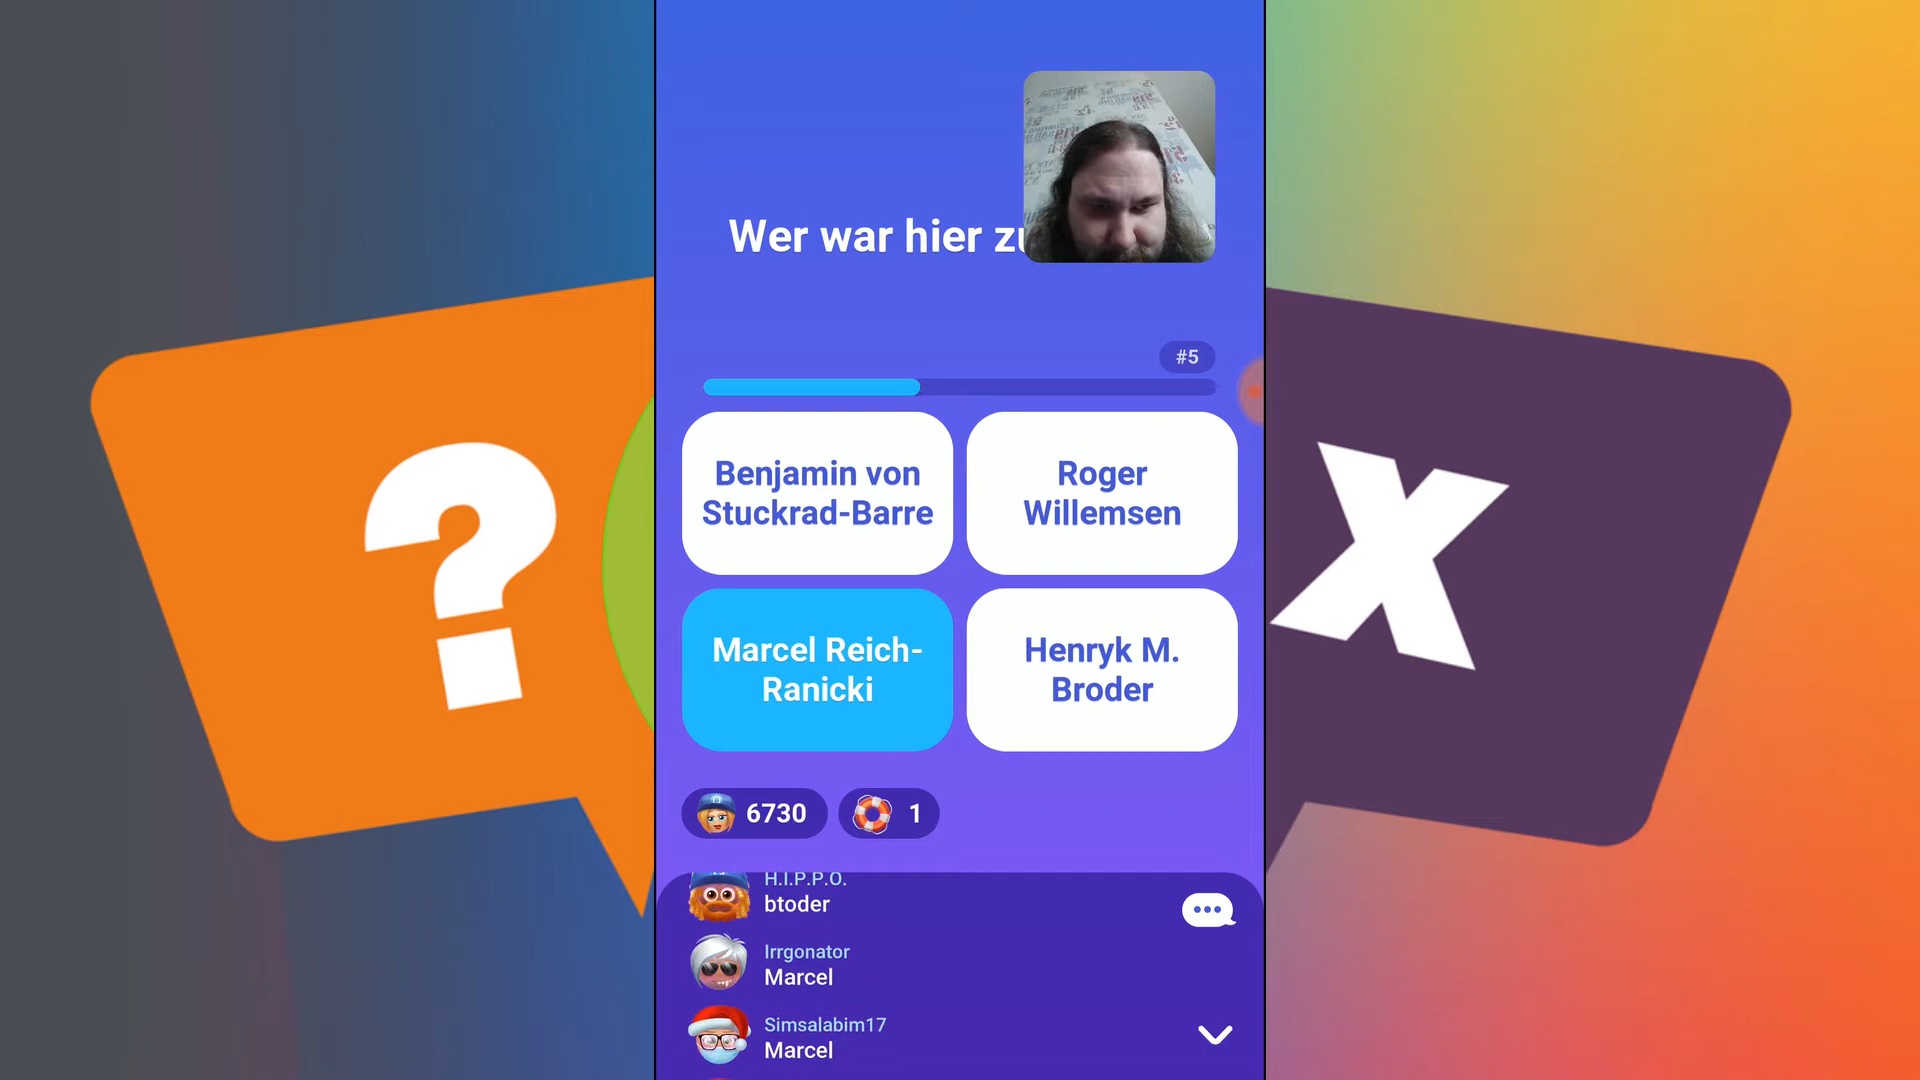 ?
X
Wer war hier
#5
Benjamin von
Stuckrad-Barre
Roger
Willemsen
Marcel Reich-
Ranicki
Henryk M.
Broder
6730
1
H.I.P.P.O.
btoder
Irrgonator
Marcel
Simsalabim17
Marcel